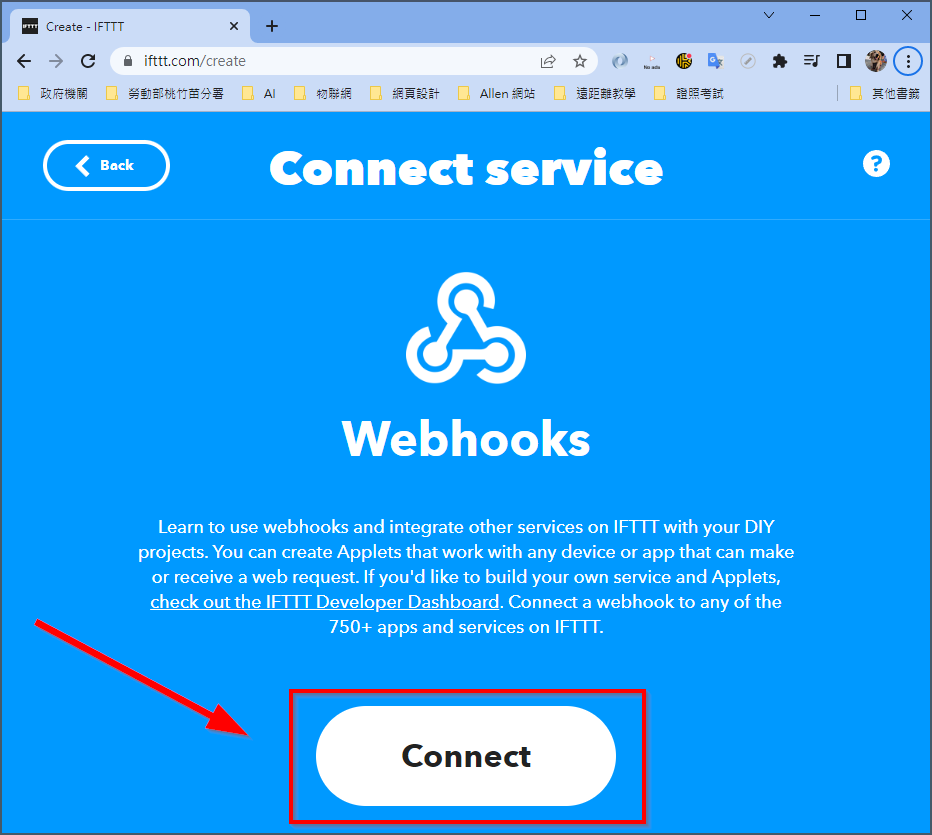 Create - IFTTT
ifttt.com/create
No ads
政府機關 勞動部桃竹苗分署 AI 物聯網 網頁設計 Allen 網站 遠距離教學 證照考試 其他書籤
Back
Connect service
?
Webhooks
Learn to use webhooks and integrate other services on IFTTT with your DIY
projects. You can create Applets that work with any device or app that can make
or receive a web request. If you'd like to build your own service and Applets,
check out the IFTTT Developer Dashboard. Connect a webhook to any of the
750+ apps and services on IFTTT.
Connect